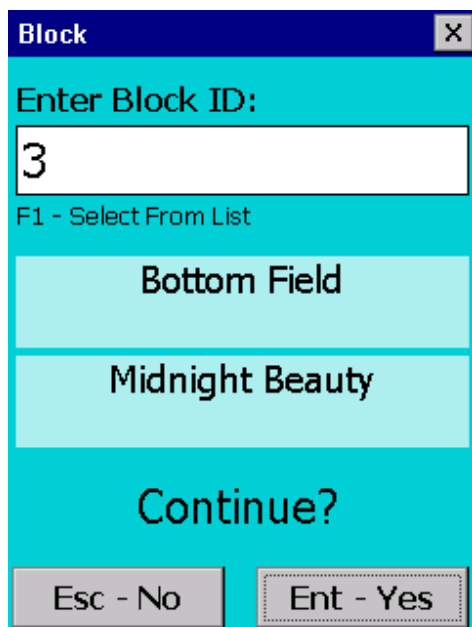 Block
Enter Block ID:
3
F1 - Select From List
Bottom Field
Midnight Beauty
Continue?
Esc - No
Ent - Yes